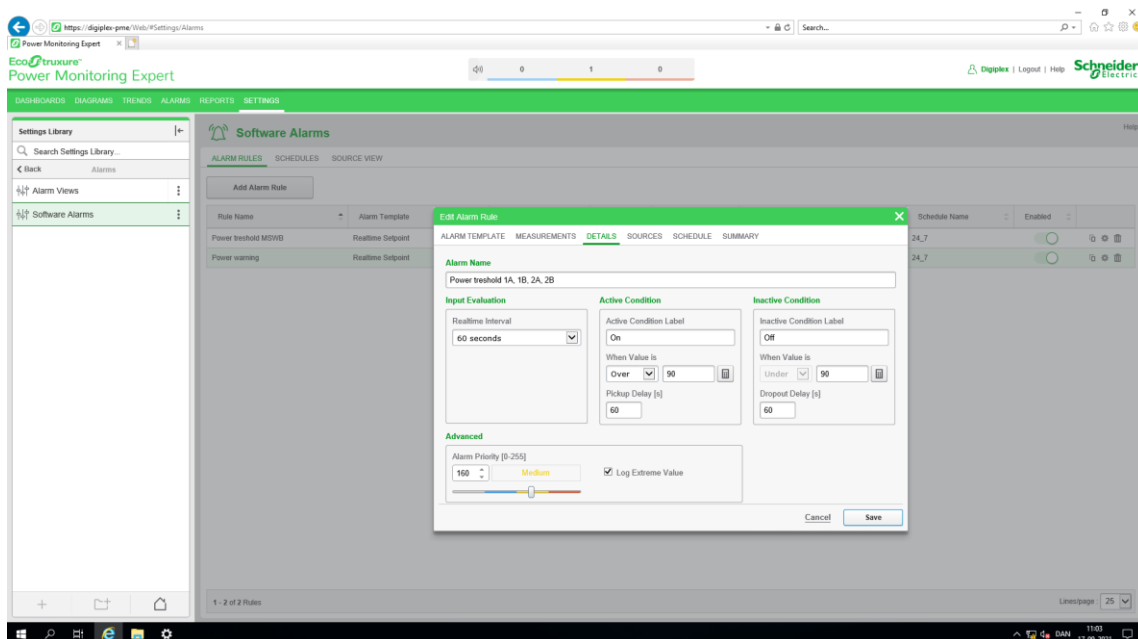 https://digiplex-pme/Web/#Settings/Alarms
Search...
Power Monitoring Expert
EcoStruxure
Power Monitoring Expert
0 1 0
Digiplex | Logout | Help
Schneider Electric
DASHBOARDS DIAGRAMS TRENDS ALARMS REPORTS SETTINGS
Settings Library
Search Settings Library...
Back Alarms
Alarm Views
Software Alarms
Software Alarms
Help
ALARM RULES SCHEDULES SOURCE VIEW
Add Alarm Rule
Rule Name Alarm Template Schedule Name Enabled
Power treshold MSWB Realtime Setpoint 24_7
Power warning Realtime Setpoint 24_7
Edit Alarm Rule
ALARM TEMPLATE MEASUREMENTS DETAILS SOURCES SCHEDULE SUMMARY
Alarm Name
Power treshold 1A, 1B, 2A, 2B
Input Evaluation
Realtime Interval
60 seconds
Active Condition
Active Condition Label
On
When Value is
Over 90
Pickup Delay [s]
60
Inactive Condition
Inactive Condition Label
Off
When Value is
Under 90
Dropout Delay [s]
60
Advanced
Alarm Priority [0-255]
160 Medium
Log Extreme Value
Cancel Save
1 - 2 of 2 Rules
Lines/page 25
DAN
11:03